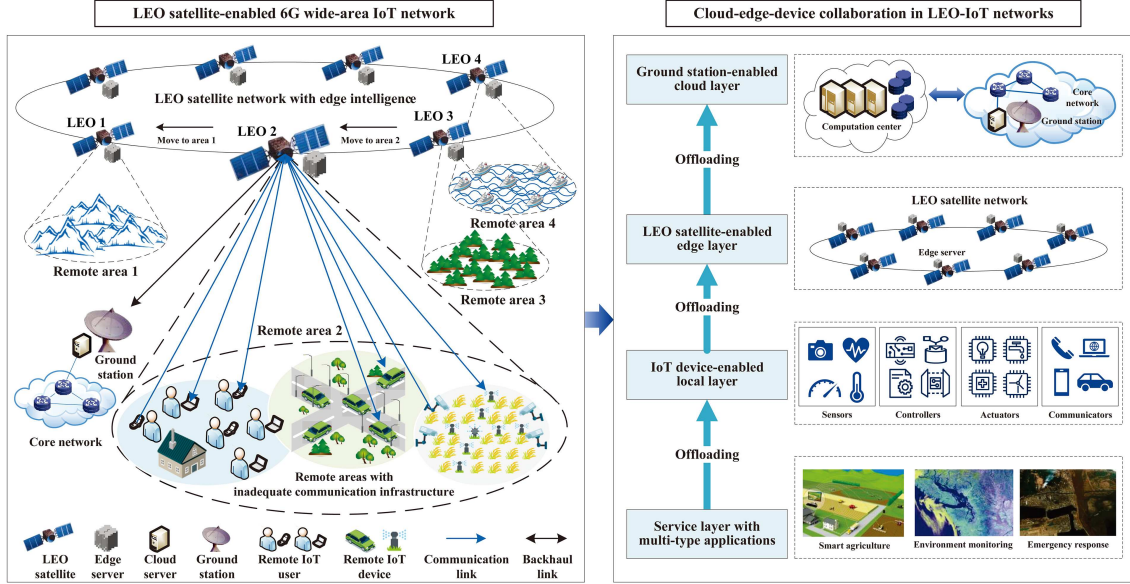 LEO satellite-enabled 6G wide-area IoT network
LEO 4
LEO satellite network with edge intelligence
LEO 1
Move to area 1
LEO 2
Move to area 2
LEO 3
Remote area 1
Remote area 4
Remote area 3
Remote area 2
Ground
station
Core network
Remote areas with
inadequate communication infrastructure
LEO
satellite
Edge
server
Cloud
server
Ground
station
Remote IoT
user
Remote IoT
device
Communication
link
Backhaul
link
Cloud-edge-device collaboration in LEO-IoT networks
Ground station-enabled
cloud layer
Computation center
Core
network
Ground station
Offloading
LEO satellite-enabled
edge layer
LEO satellite network
Edge server
Offloading
IoT device-enabled
local layer
Sensors
Controllers
Actuators
Communicators
Offloading
Service layer with
multi-type applications
Smart agriculture
Environment monitoring
Emergency response